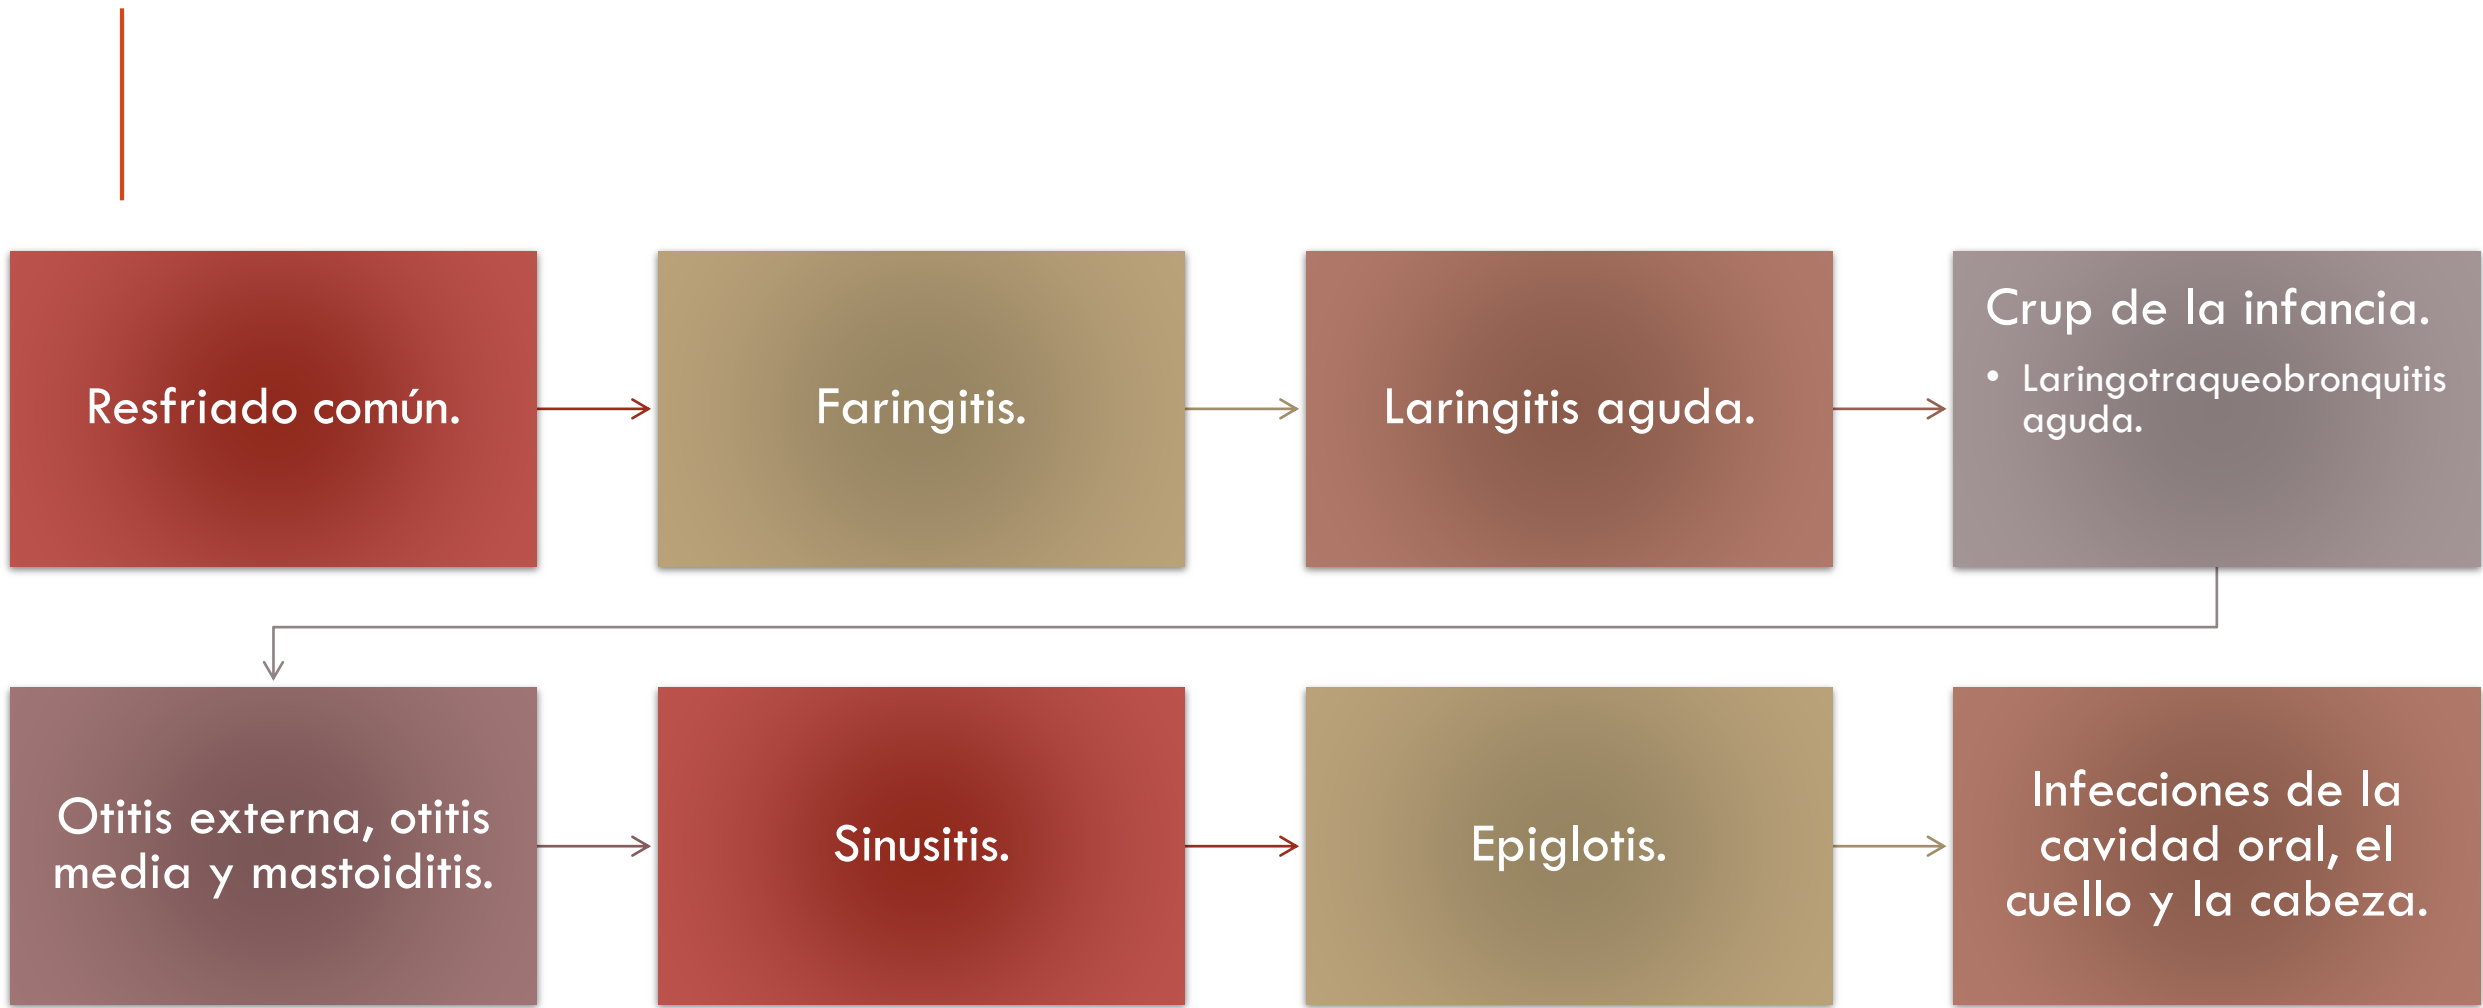 Resfriado común.
Faringitis.
Laringitis aguda.
Crup de la infancia.
• Laringotraqueobronquitis
aguda.
Otitis externa, otitis
media y mastoiditis.
Sinusitis.
Epiglotis.
Infecciones de la
cavidad oral, el
cuello y la cabeza.